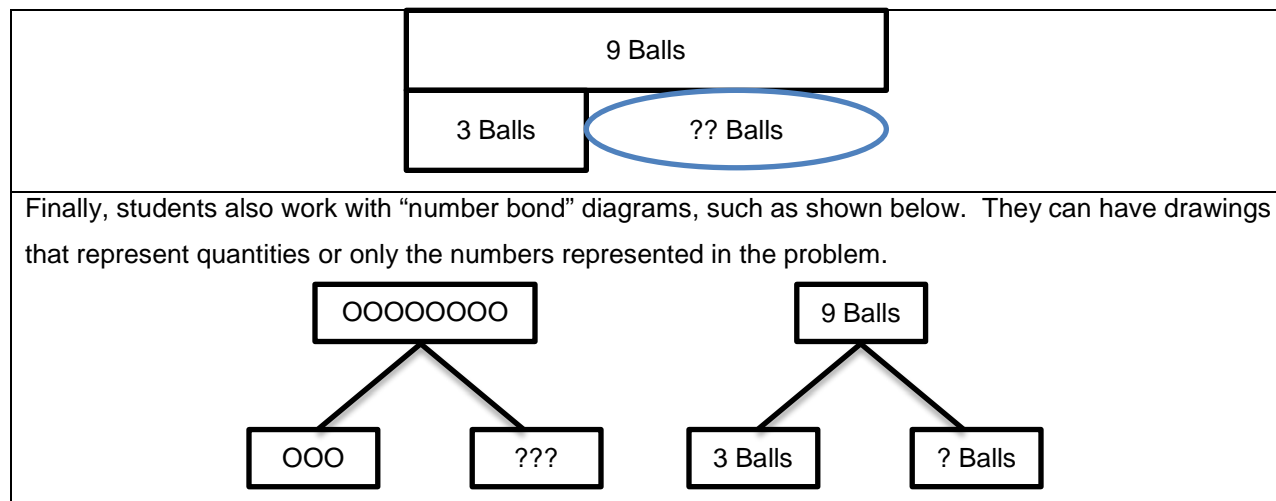 9 Balls
3 Balls ?? Balls
Finally, students also work with “number bond” diagrams, such as shown below. They can have drawings
that represent quantities or only the numbers represented in the problem.
OOOOOOOO 9 Balls
OOO ??? 3 Balls ? Balls